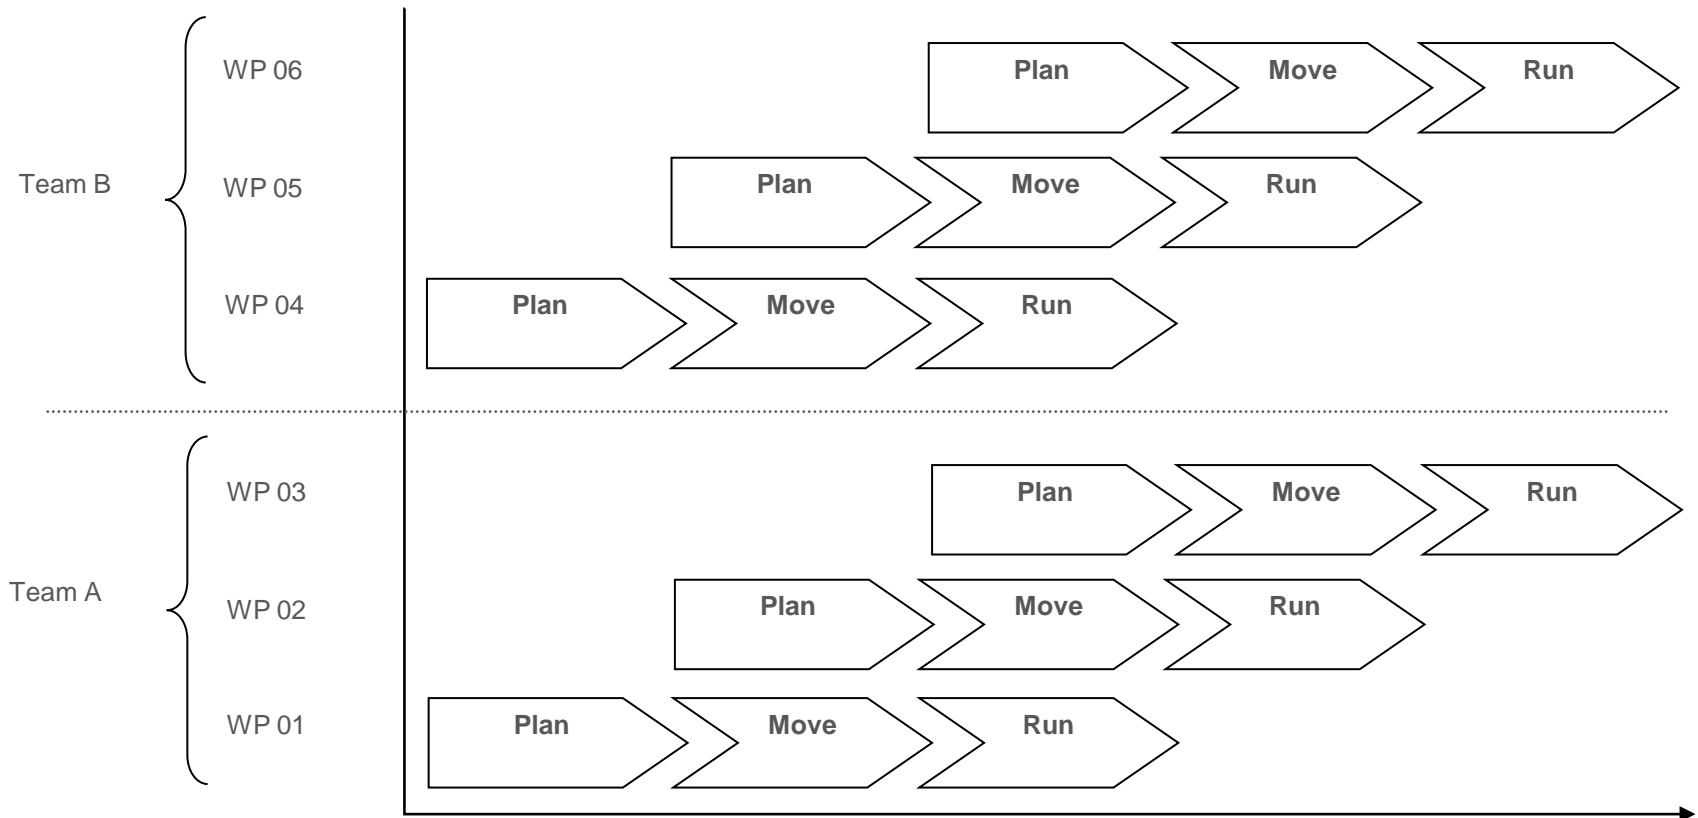 WP 06 Plan Move Run
Team B WP 05 Plan Move Run
WP 04 Plan Move Run
WP 03 Plan Move Run
Team A WP 02 Plan Move Run
WP 01 Plan Move Run